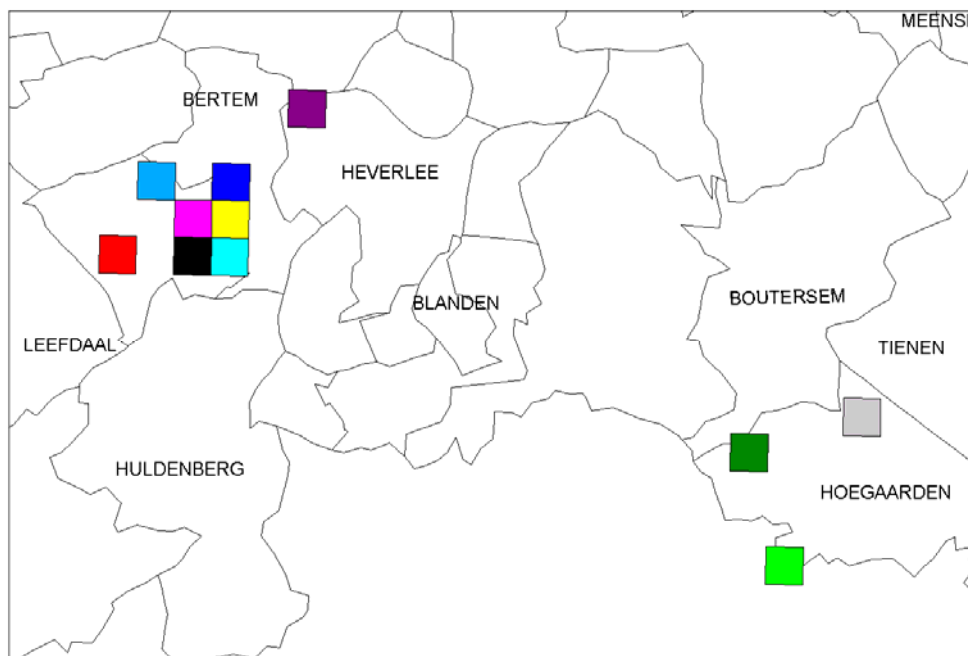 MEENS
BERTEM
HEVERLEE
BLANDEN
BOUTERSEM
LEEFDAAL
TIENEN
HULDENBERG
HOEGAARDEN